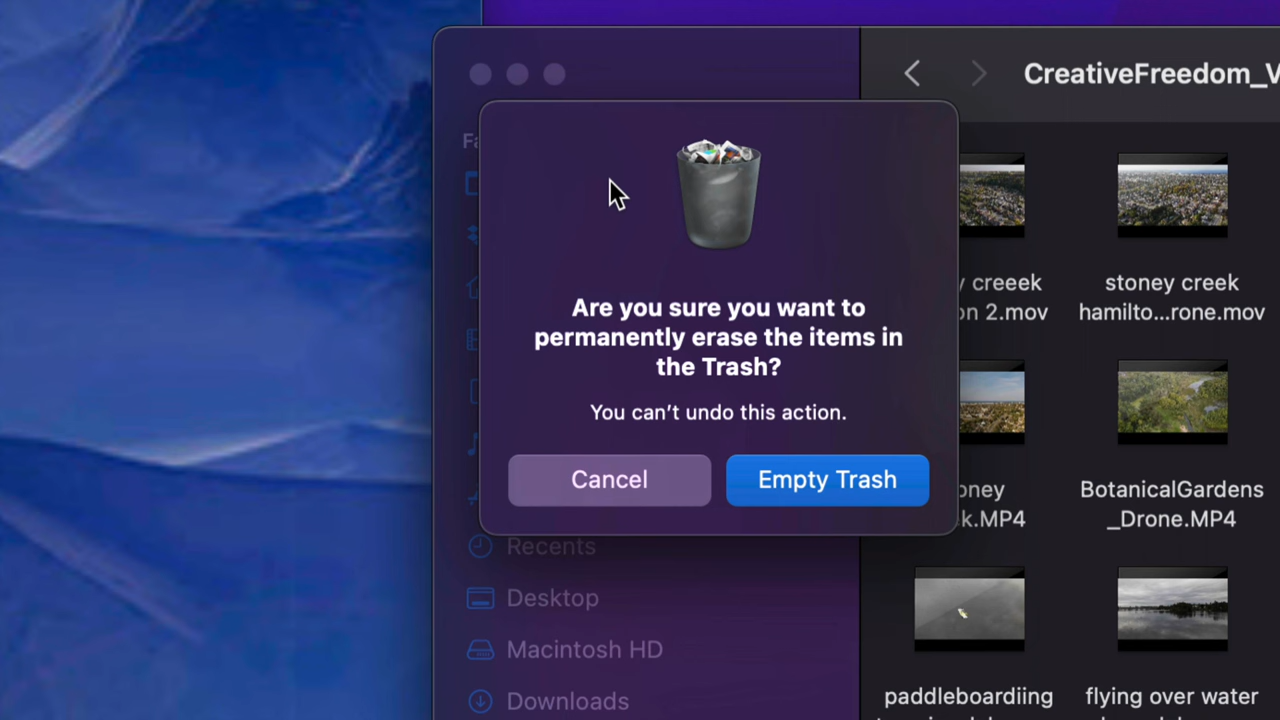 CreativeFreedom_V
Are you sure you want to
permanently erase the items in
the Trash?
You can’t undo this action.
Cancel
Empty Trash
Recents
Desktop
Macintosh HD
Downloads
y creeek
on 2.mov
stoney creek
hamilto...rone.mov
oney
k.MP4
BotanicalGardens
_Drone.MP4
paddleboardiing
flying over water